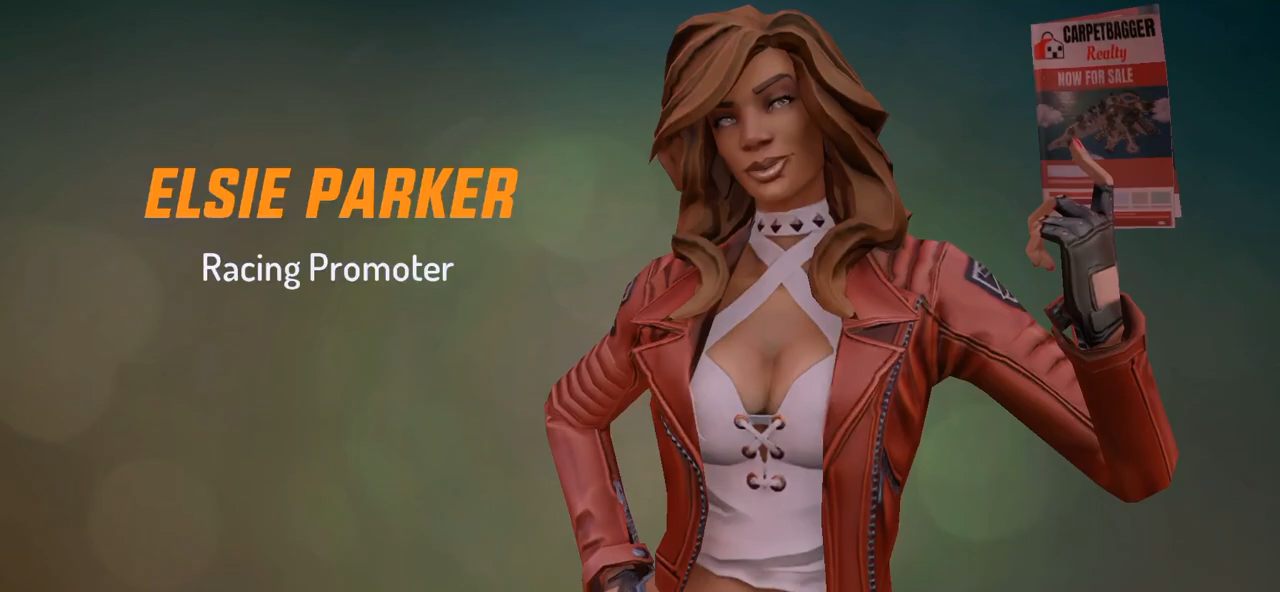 ELSIE PARKER
Racing Promoter
CARPETBAGGER
Realty
NOW FOR SALE